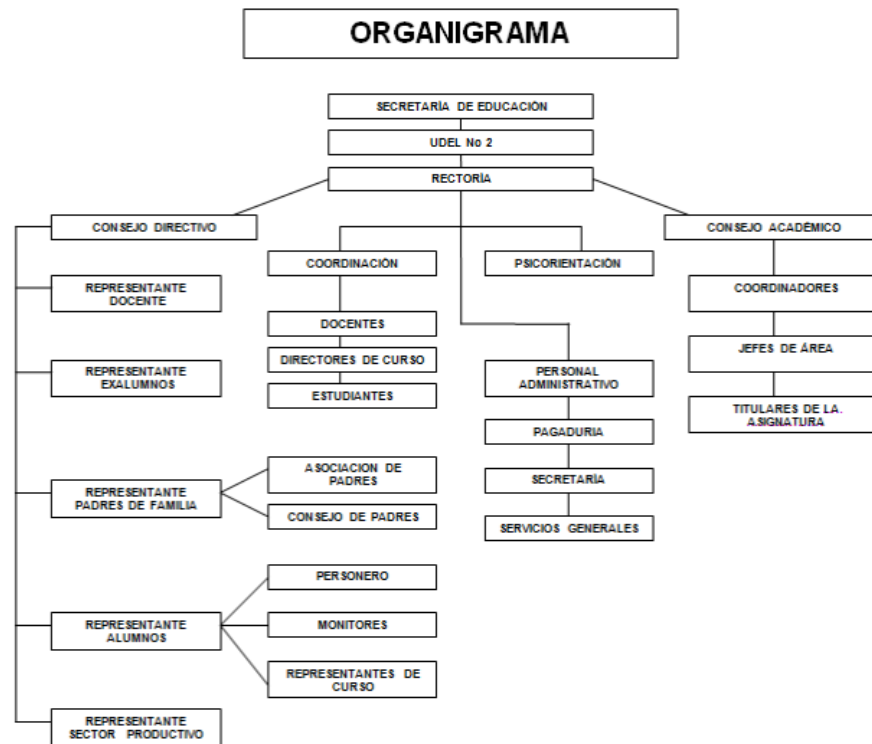 ORGANIGRAMA
SECRETARÍA DE EDUCACIÓN
UDEL No 2
RECTORÍA
CONSEJO DIRECTIVO
CONSEJO ACADÉMICO
COORDINACIÓN
PSICORIENTACIÓN
REPRESENTANTE
DOCENTE
COORDINADORES
DOCENTES
DIRECTORES DE CURSO
ESTUDIANTES
JEFES DE ÁREA
REPRESENTANTE
EXALUMNOS
PERSONAL
ADMINISTRATIVO
TITULARES DE LA.
ASIGNATURA
PAGADURIA
ASOCIACION DE
PADRES
SECRETARÍA
REPRESENTANTE
PADRES DE FAMILIA
CONSEJO DE PADRES
SERVICIOS GENERALES
PERSONERO
REPRESENTANTE
ALUMNOS
MONITORES
REPRESENTANTES DE
CURSO
REPRESENTANTE
SECTOR PRODUCTIVO